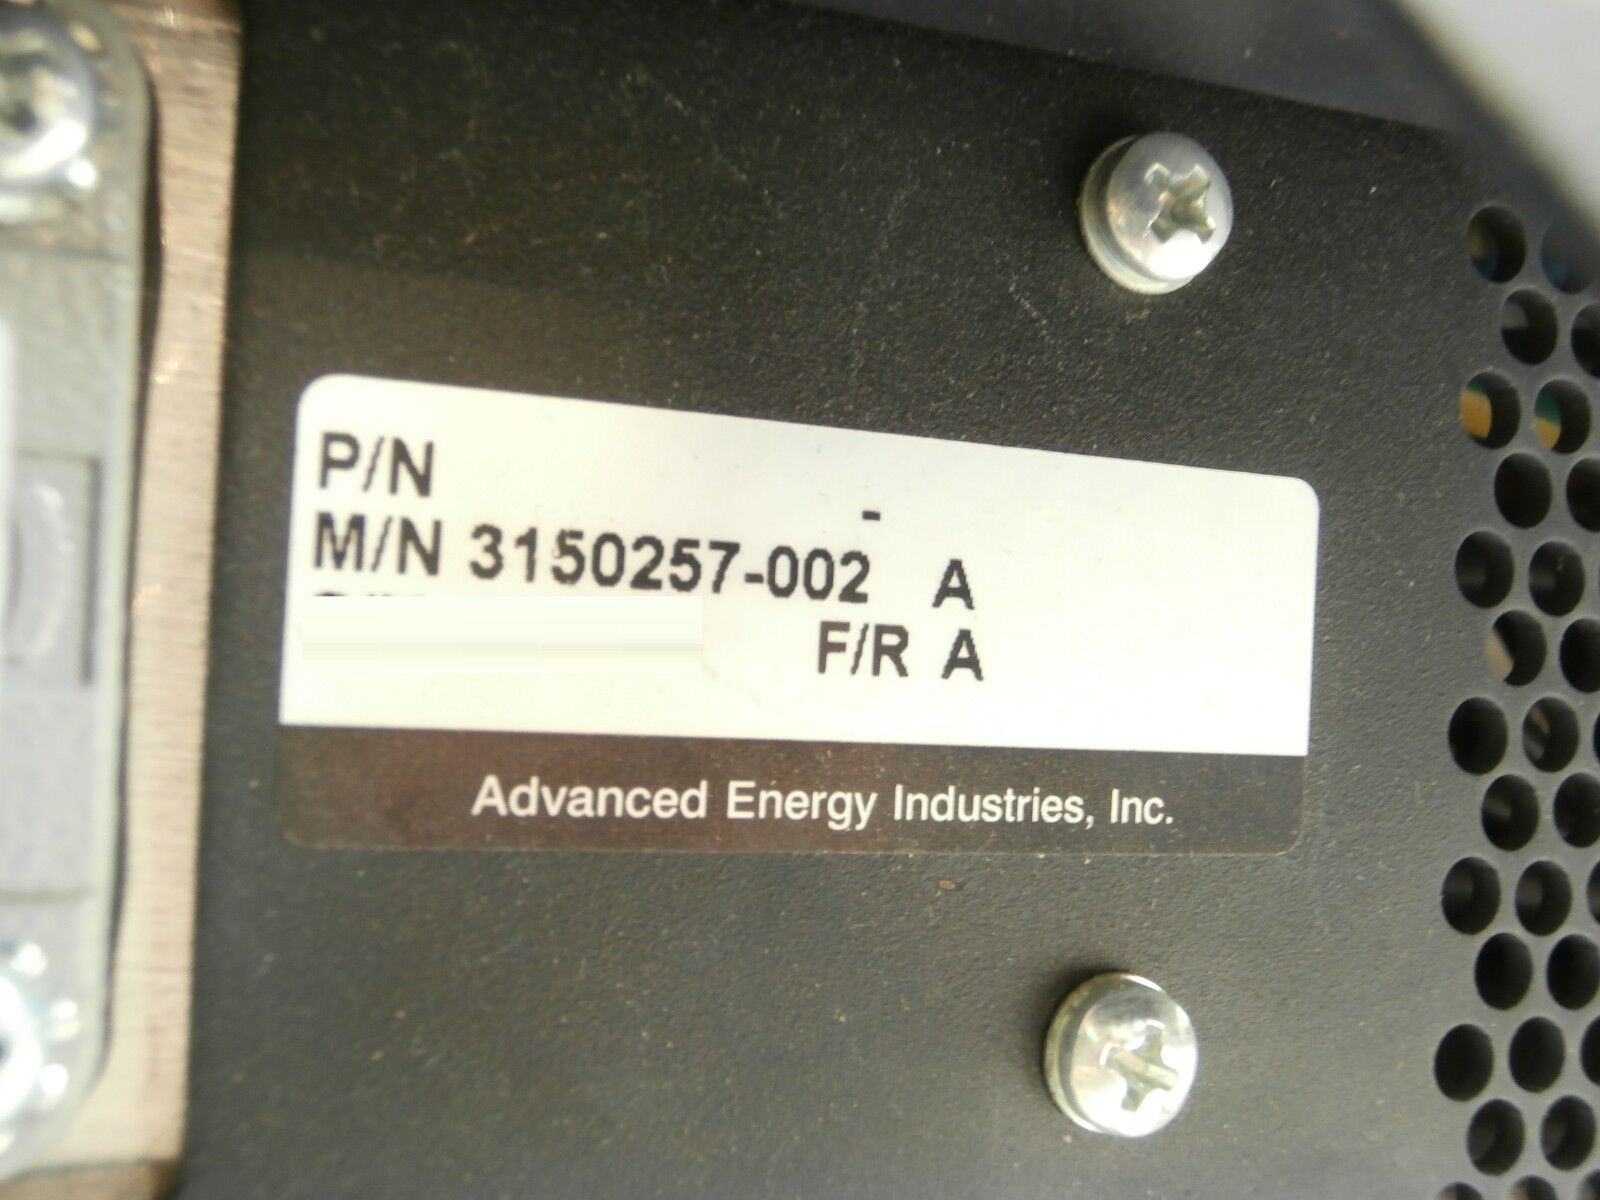 P/N -
M/N 3150257-002 A
F/R A
Advanced Energy Industries, Inc.